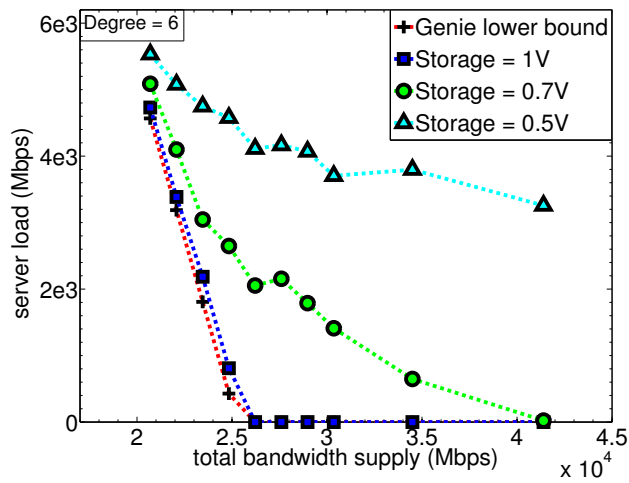 Degree = 6
Genie lower bound
Storage = 1V
Storage = 0.7V
Storage = 0.5V
6e3
4e3
2e3
0
server load (Mbps)
2 2.5 3 3.5 4 4.5
total bandwidth supply (Mbps)
x 10^4